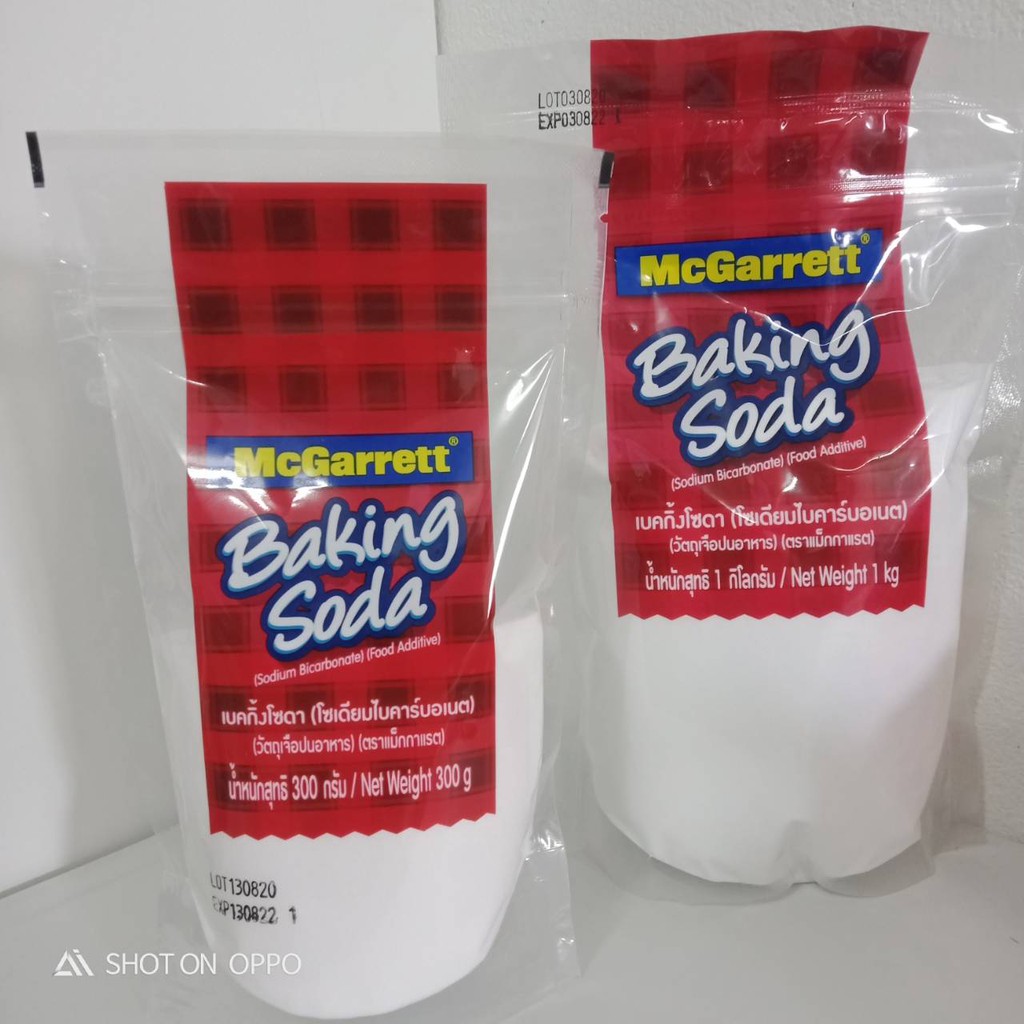 McGarrett®
Baking
Soda
(Sodium Bicarbonate) (Food Additive)
เบคกิ้งโซดา (โซเดียมไบคาร์บอเนต)
(วัตถุเจือปนอาหาร) (ตราแม็กกาแรต)
น้ำหนักสุทธิ 300 กรัม / Net Weight 300 g
LOT130820
EXP130822 1
LOT030820
EXP030822 1
McGarrett®
Baking
Soda
(Sodium Bicarbonate) (Food Additive)
เบคกิ้งโซดา (โซเดียมไบคาร์บอเนต)
(วัตถุเจือปนอาหาร) (ตราแม็กกาแรต)
น้ำหนักสุทธิ 1 กิโลกรัม / Net Weight 1 kg
SHOT ON OPPO